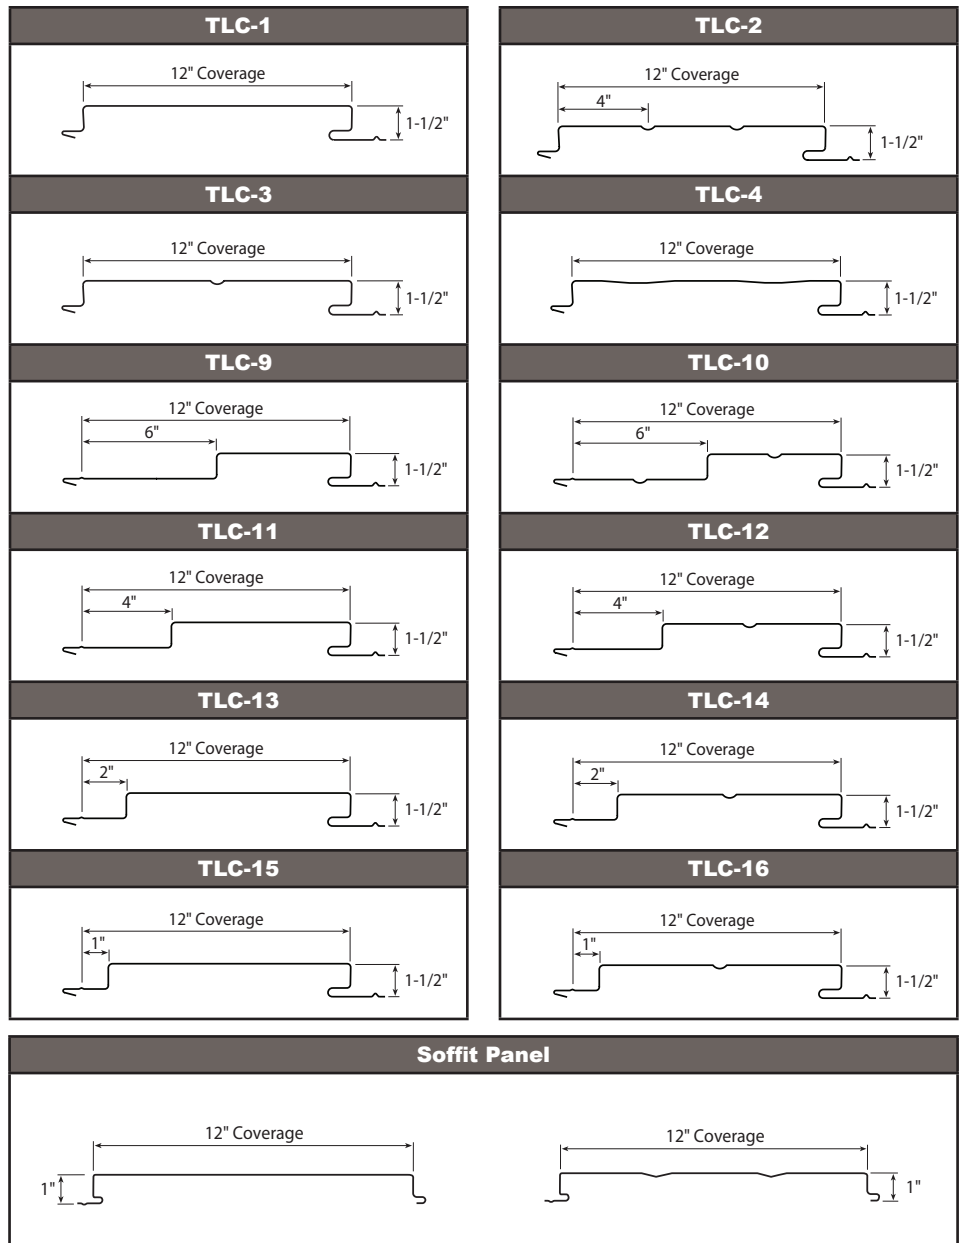 TLC-1
12" Coverage
1-1/2"
TLC-2
12" Coverage
4"
1-1/2"
TLC-3
12" Coverage
1-1/2"
TLC-4
12" Coverage
1-1/2"
TLC-9
12" Coverage
6"
1-1/2"
TLC-10
12" Coverage
6"
1-1/2"
TLC-11
12" Coverage
4"
1-1/2"
TLC-12
12" Coverage
4"
1-1/2"
TLC-13
12" Coverage
2"
1-1/2"
TLC-14
12" Coverage
2"
1-1/2"
TLC-15
12" Coverage
1"
1-1/2"
TLC-16
12" Coverage
1"
1-1/2"
Soffit Panel
12" Coverage
1"
12" Coverage
1"